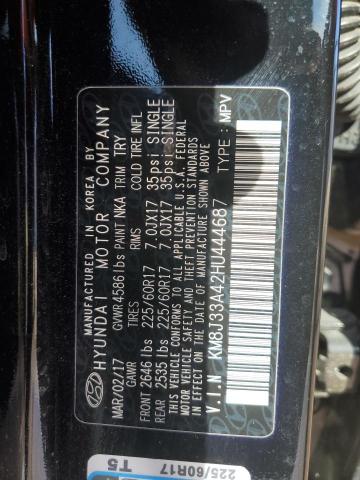 MANUFACTURED IN KOREA BY
HYUNDAI MOTOR COMPANY
MAR/02/17 GVWR 4586 lbs PAINT NKA TRIM TRY
GAWR TIRES RIMS COLD TIRE INFL
FRONT 2646 lbs 225/60R17 7.0JX17 35psi SINGLE
REAR 2535 lbs 225/60R17 7.0JX17 35psi SINGLE
THIS VEHICLE CONFORMS TO ALL APPLICABLE U.S.A. FEDERAL
MOTOR VEHICLE SAFETY AND THEFT PREVENTION STANDARDS
IN EFFECT ON THE DATE OF MANUFACTURE SHOWN ABOVE.
V.I.N KM8J33A42HU444687 TYPE: MPV
225/60R17
T5